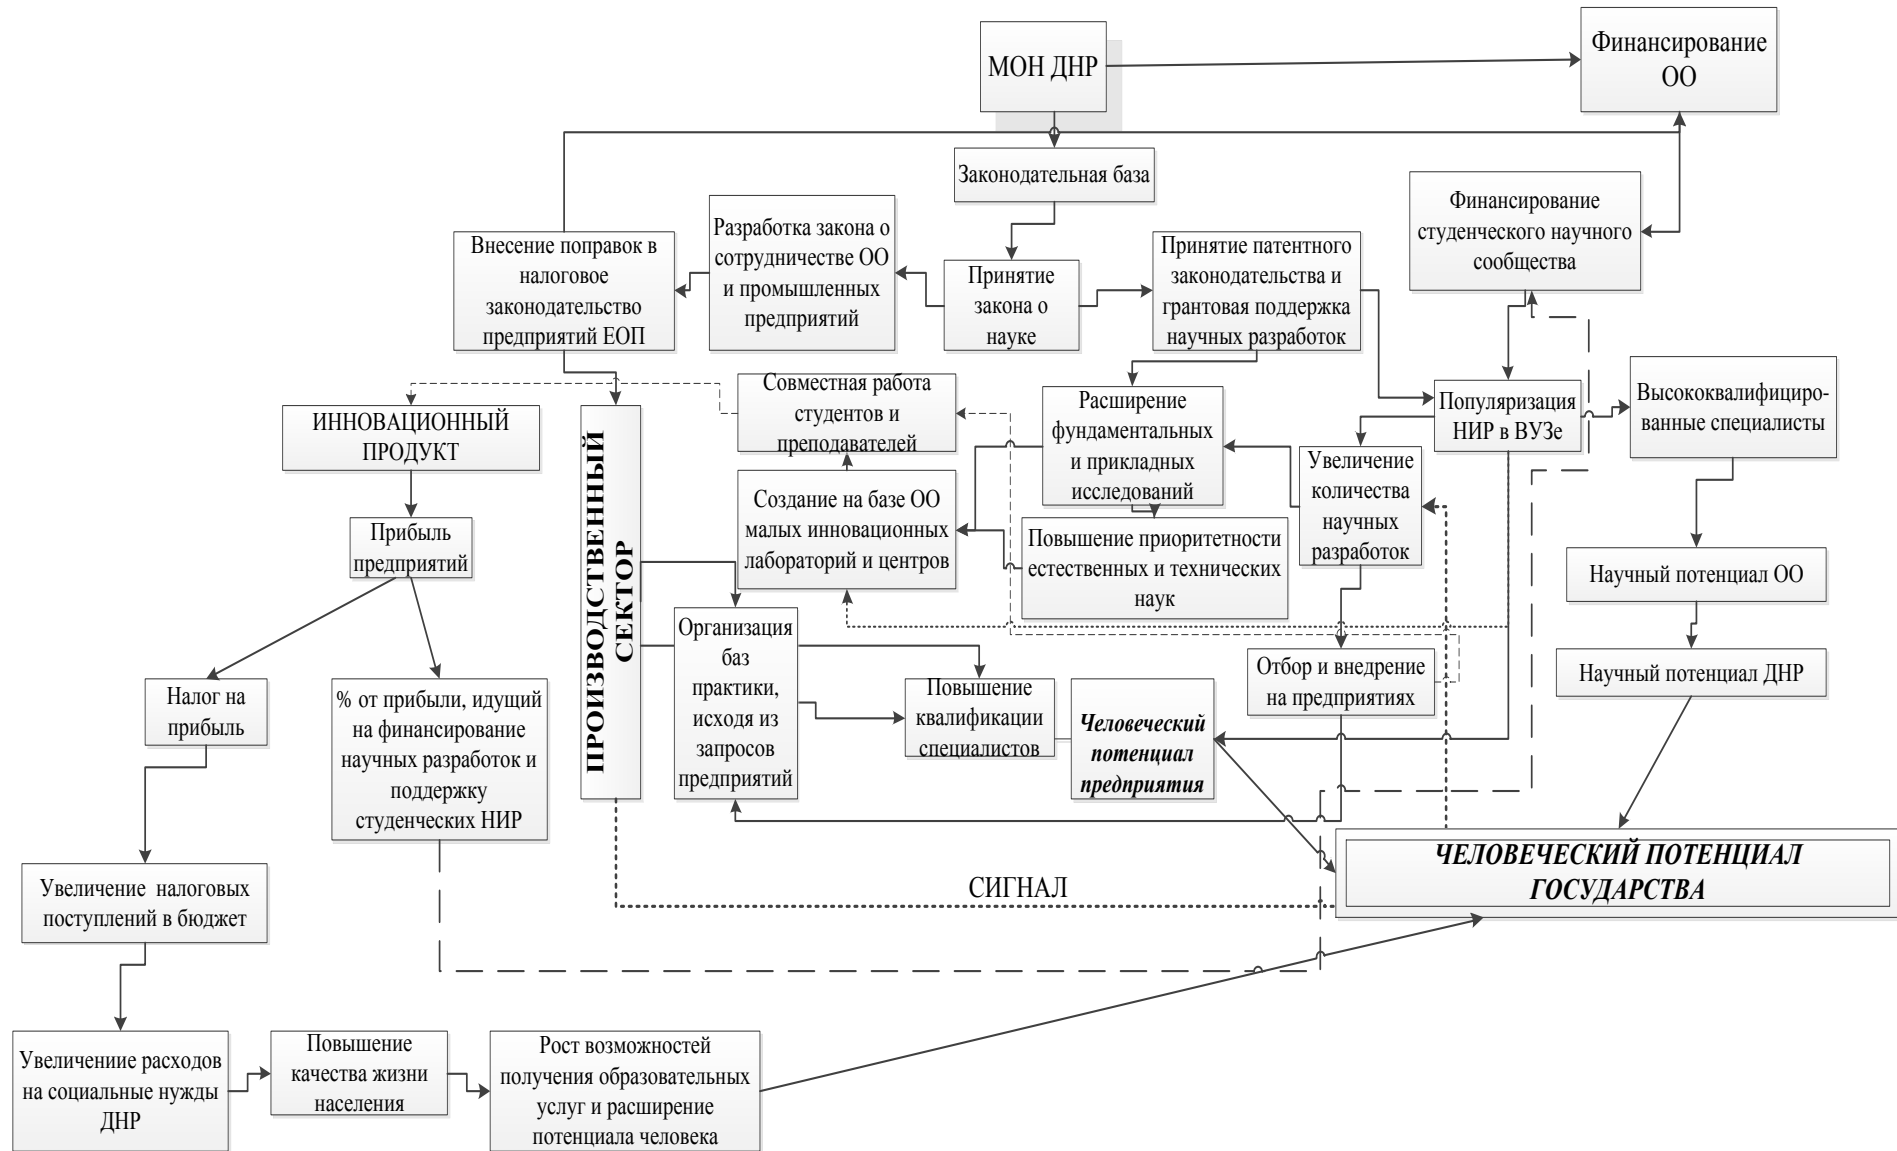 МОН ДНР
Финансирование
ОО
Законодательная база
Финансирование
студенческого научного
сообщества
Внесение поправок в
налоговое
законодательство
предприятий ЕОП
Разработка закона о
сотрудничестве ОО
и промышленных
предприятий
Принятие
закона о
науке
Принятие патентного
законодательства и
грантовая поддержка
научных разработок
ИННОВАЦИОННЫЙ
ПРОДУКТ
ПРОИЗВОДСТВЕННЫЙ
СЕКТОР
Совместная работа
студентов и
преподавателей
Расширение
фундаментальных
и прикладных
исследований
Популяризация
НИР в ВУЗе
Высококвалифициро-
ванные специалисты
Увеличение
количества
научных
разработок
Создание на базе ОО
малых инновационных
лабораторий и центров
Повышение приоритетности
естественных и технических
наук
Прибыль
предприятий
Научный потенциал ОО
Организация
баз
практики,
исходя из
запросов
предприятий
Отбор и внедрение
на предприятиях
Научный потенциал ДНР
Налог на
прибыль
% от прибыли, идущий
на финансирование
научных разработок и
поддержку
студенческих НИР
Повышение
квалификации
специалистов
Человеческий
потенциал
предприятия
ЧЕЛОВЕЧЕСКИЙ ПОТЕНЦИАЛ
ГОСУДАРСТВА
СИГНАЛ
Увеличение налоговых
поступлений в бюджет
Увеличениие расходов
на социальные нужды
ДНР
Повышение
качества жизни
населения
Рост возможностей
получения образовательных
услуг и расширение
потенциала человека